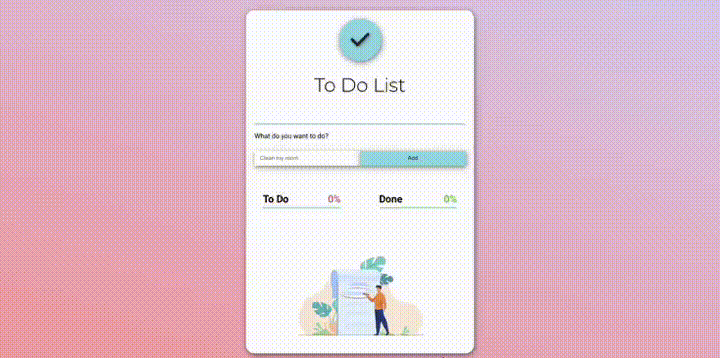 To Do List
What do you want to do?
Clean my room
Add
To Do 0% Done 0%